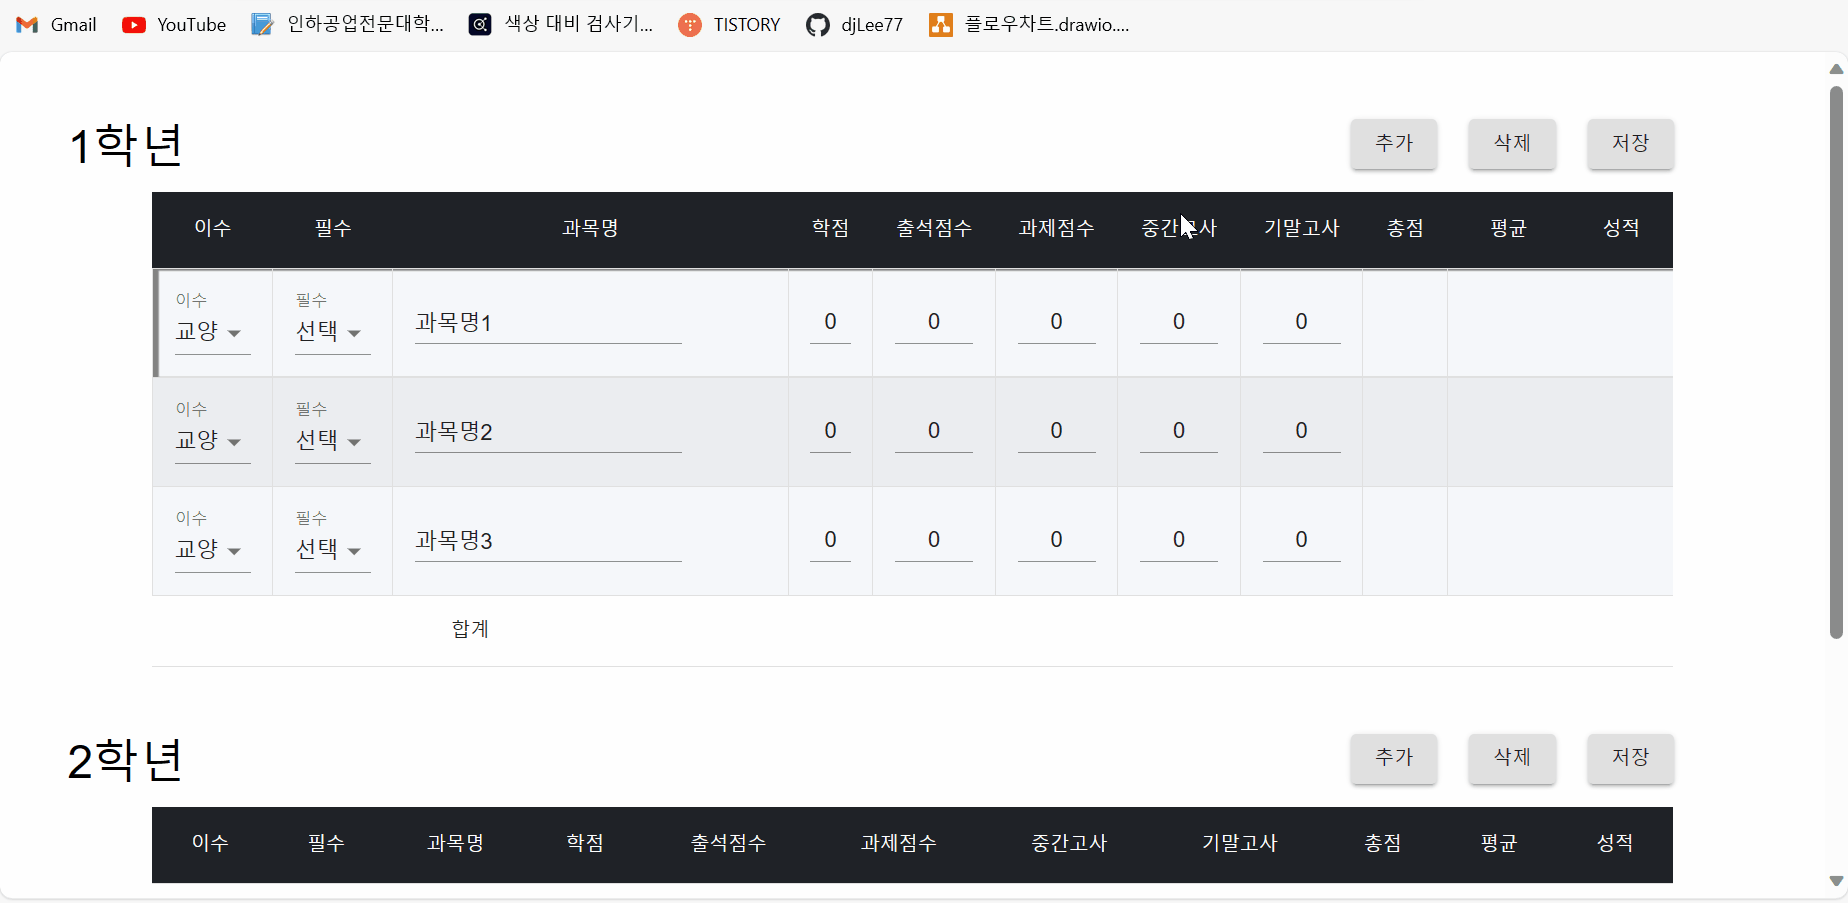 Gmail YouTube 인하공업전문대학... 색상 대비 검사기... TISTORY djLee77 플로우차트.drawio....
1학년 추가 삭제 저장
이수 필수 과목명 학점 출석점수 과제점수 중간고사 기말고사 총점 평균 성적
이수 필수
교양 선택 과목명1 0 0 0 0 0
이수 필수
교양 선택 과목명2 0 0 0 0 0
이수 필수
교양 선택 과목명3 0 0 0 0 0
합계
2학년 추가 삭제 저장
이수 필수 과목명 학점 출석점수 과제점수 중간고사 기말고사 총점 평균 성적